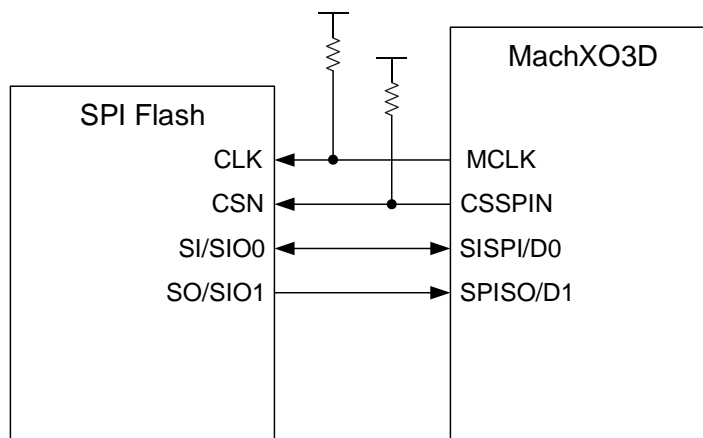 MachXO3D
SPI Flash
CLK
MCLK
CSN
CSSPIN
SI/SIO0
SISPI/D0
SO/SIO1
SPISO/D1